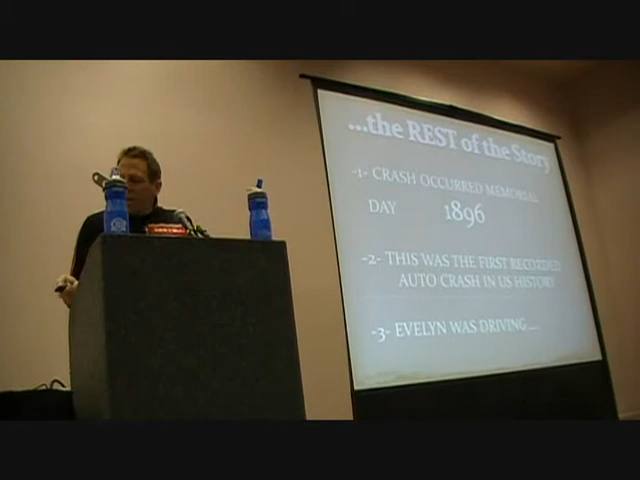 ...the REST of the Story
-1- CRASH OCCURRED MEMORIAL
DAY 1896
-2- THIS WAS THE FIRST RECORDED
AUTO CRASH IN US HISTORY
-3- EVELYN WAS DRIVING....